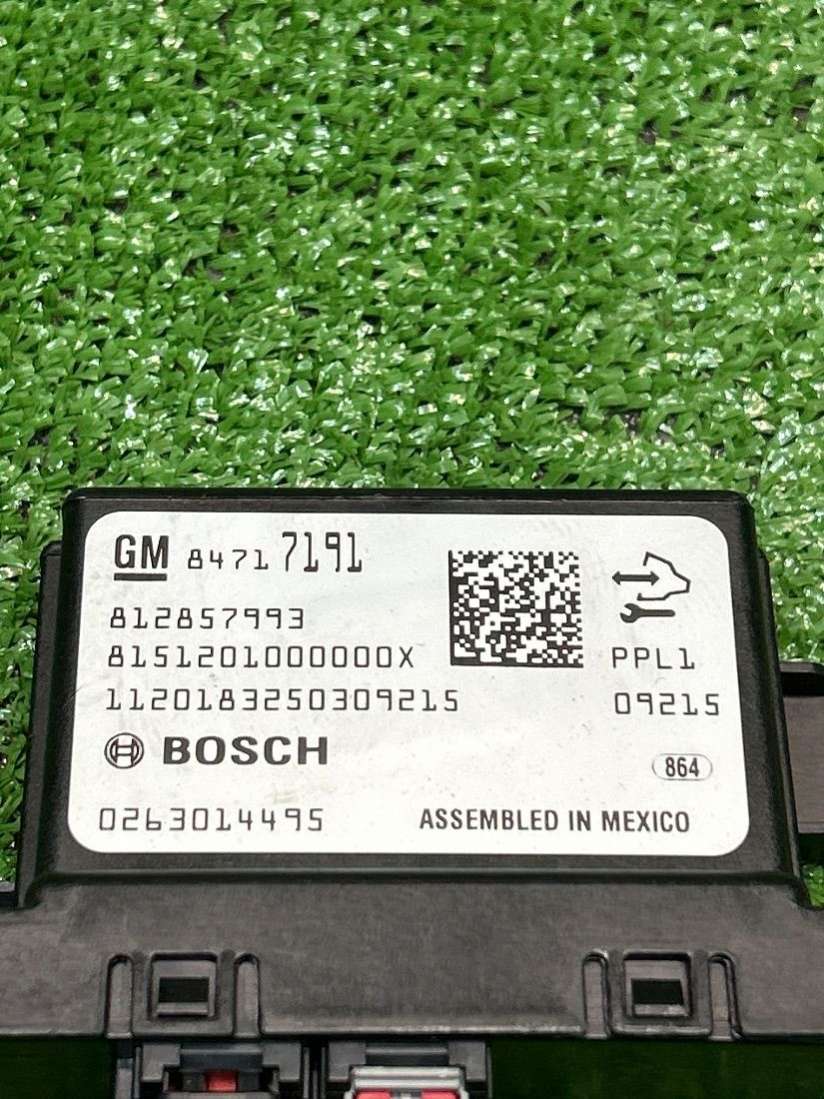 GM 84717191
812857993
8151201000000X
PPL1
1120183250309215
09215
BOSCH
864
0263014495
ASSEMBLED IN MEXICO